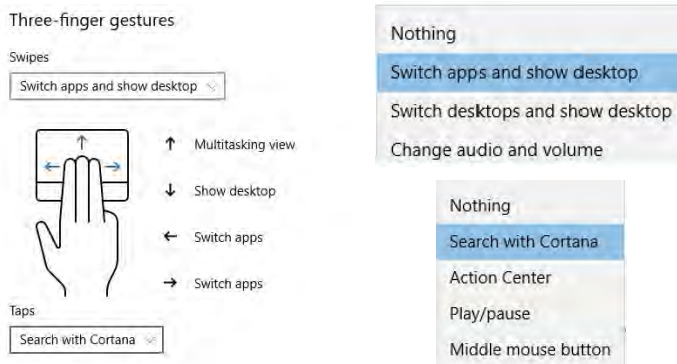 Three-finger gestures
Swipes
Switch apps and show desktop
Multitasking view
Show desktop
Switch apps
Switch apps
Taps
Search with Cortana
Nothing
Switch apps and show desktop
Switch desktops and show desktop
Change audio and volume
Nothing
Search with Cortana
Action Center
Play/pause
Middle mouse button